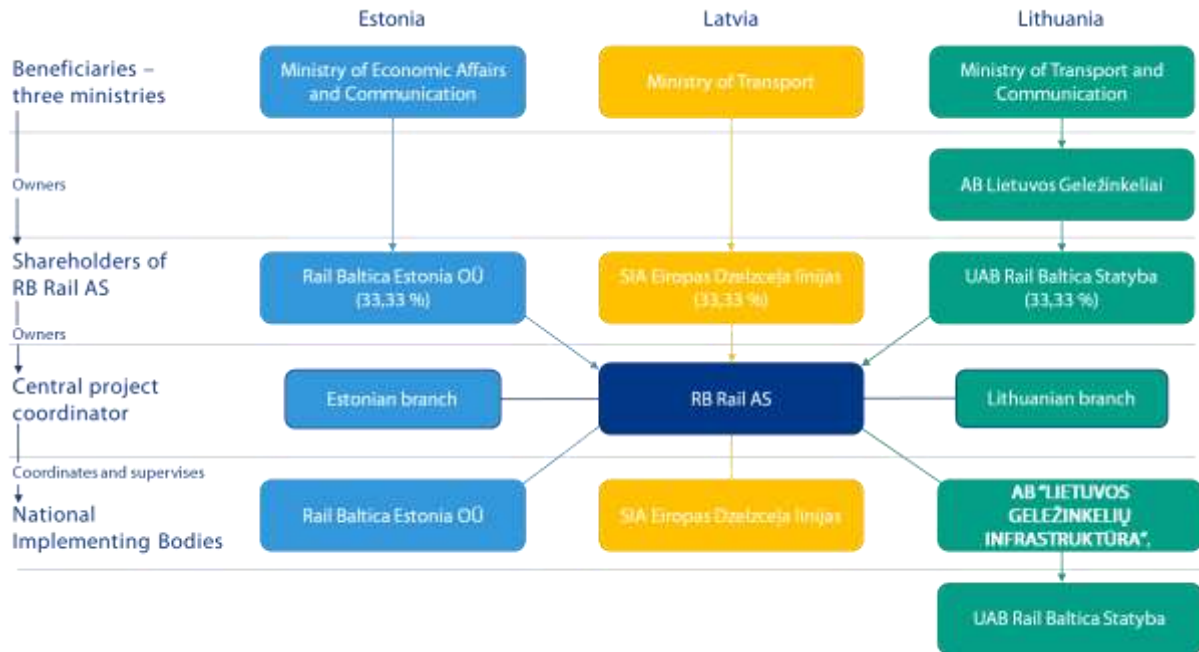 Estonia
Latvia
Lithuania
Beneficiaries –
three ministries
Ministry of Economic Affairs
and Communication
Ministry of Transport
Ministry of Transport and
Communication
Owners
AB Lietuvos Geležinkeliai
Shareholders of
RB Rail AS
Rail Baltica Estonia OÜ
(33,33 %)
SIA Eiropas Dzelzceļa līnijas
(33,33 %)
UAB Rail Baltica Statyba
(33,33 %)
Owners
Central project
coordinator
Estonian branch
RB Rail AS
Lithuanian branch
Coordinates and supervises
National
Implementing Bodies
Rail Baltica Estonia OÜ
SIA Eiropas Dzelzceļa līnijas
AB "LIETUVOS
GELEŽINKELIŲ
INFRASTRUKTŪRA".
UAB Rail Baltica Statyba